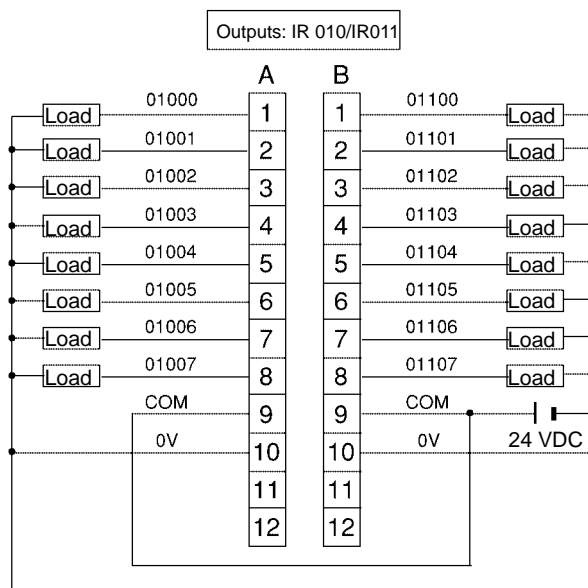 Outputs: IR 010/IR011
A B
01000 01100
Load 1 1 Load
01001 01101
Load 2 2 Load
01002 01102
Load 3 3 Load
01003 01103
Load 4 4 Load
01004 01104
Load 5 5 Load
01005 01105
Load 6 6 Load
01006 01106
Load 7 7 Load
01007 01107
Load 8 8 Load
COM 9 9 COM
0V 10 10 0V 24 VDC
11 11
12 12